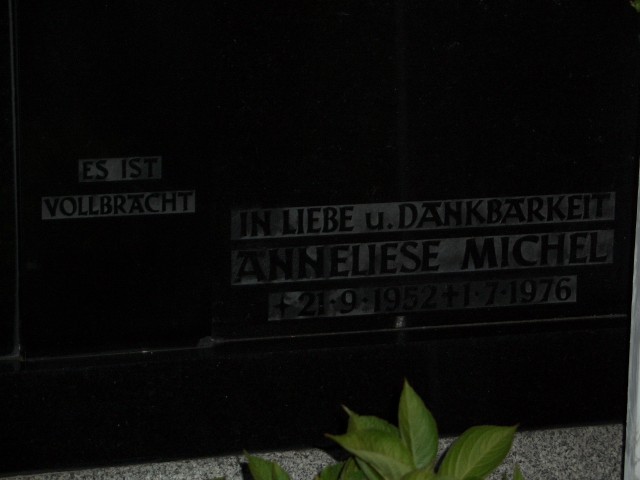 ES IST
VOLLBRACHT
IN LIEBE u. DANKBARKEIT
ANNELIESE MICHEL
+ 21·9·1952 + 1·7·1976